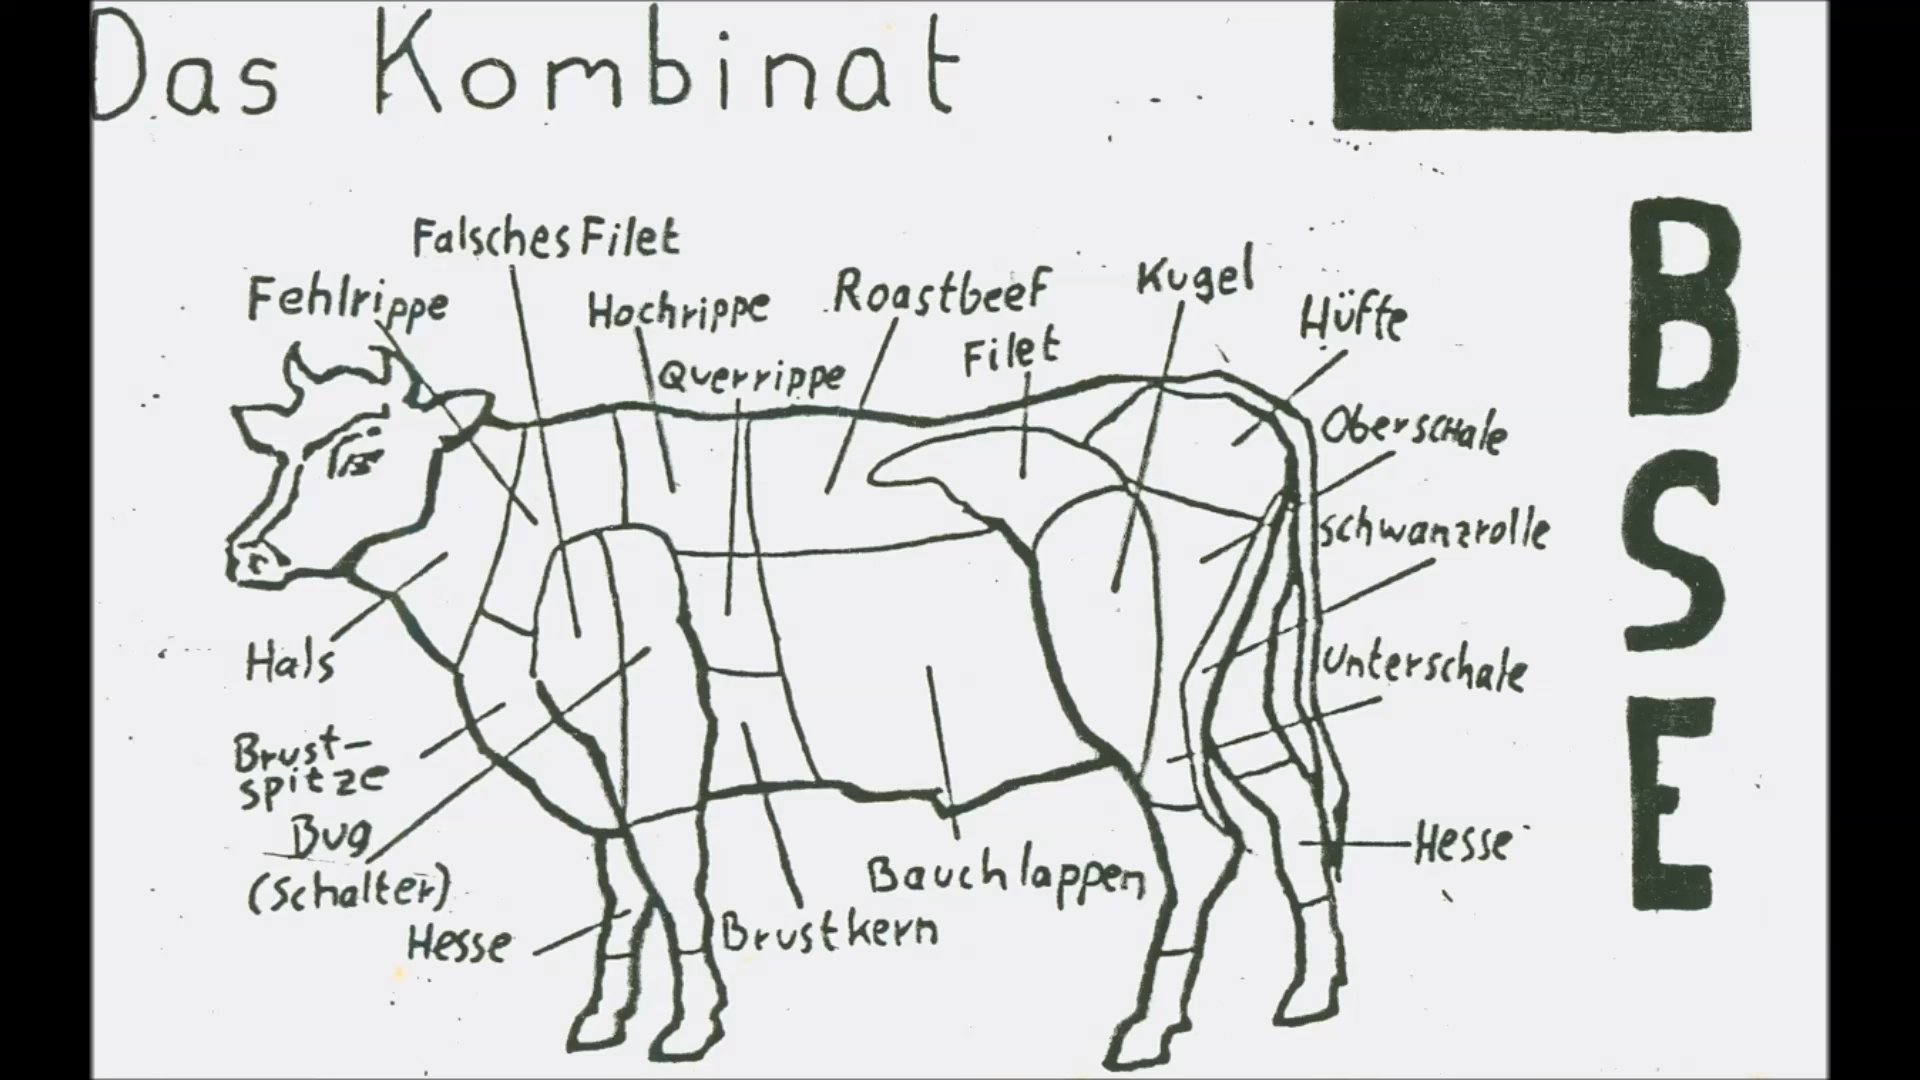 Das Kombinat
BSE
Falsches Filet
Fehlrippe
Hochrippe
Roastbeef
Kugel
Hüfte
Querrippe
Filet
Oberschale
Schwanzrolle
Hals
Unterschale
Brust-
spitze
Bug
(Schalter)
Hesse
Bauchlappen
Hesse
Brustkern